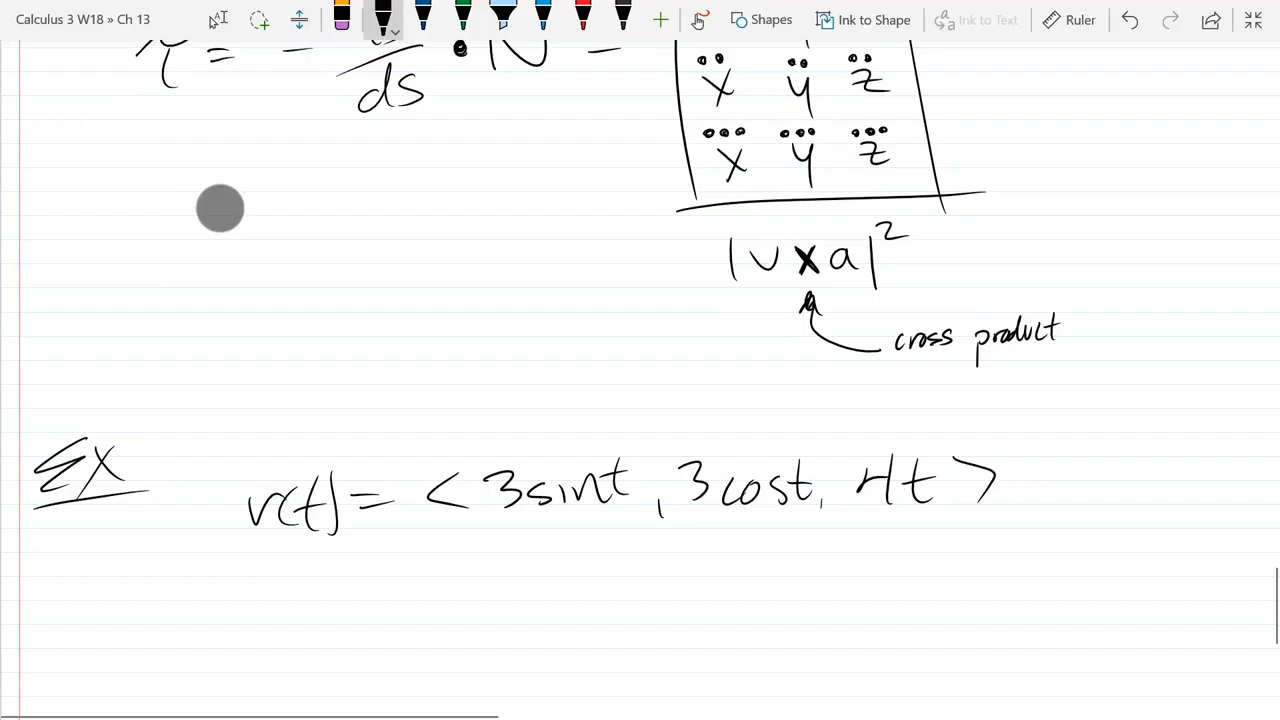 Calculus 3 W18 » Ch 13
Shapes
Ink to Shape
Ink to Text
Ruler
τ = - ds • N =
ẍ ÿ z̈
x⃛ y⃛ z⃛
|v x a|²
cross product
Ex r(t) = < 3sint, 3cost, 4t >